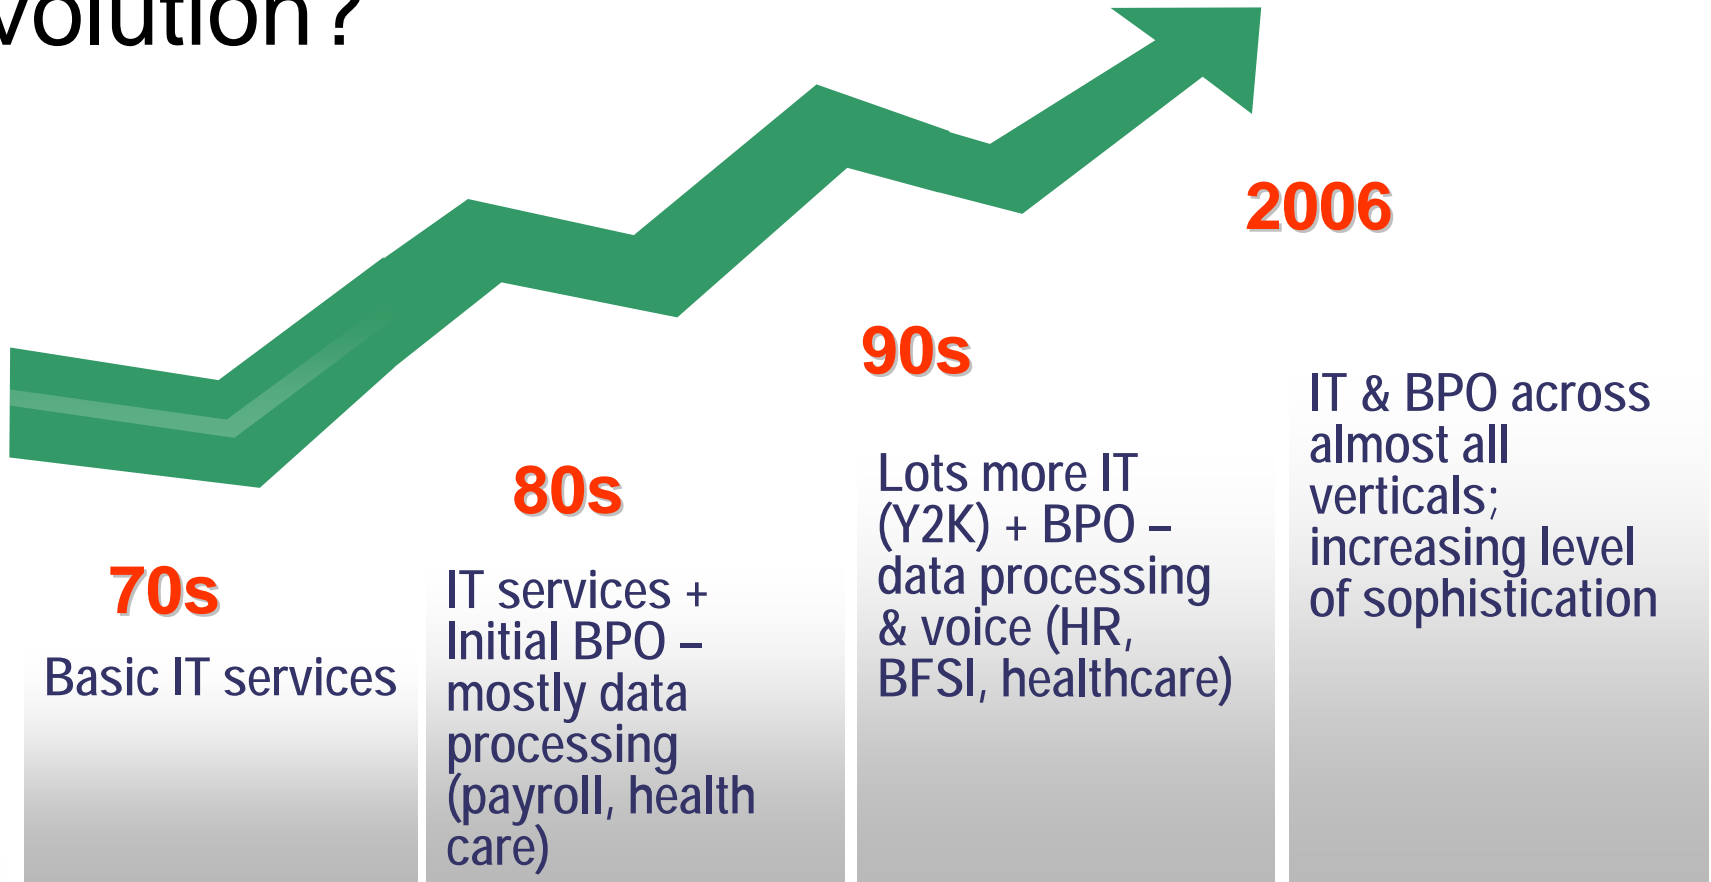 volution?
2006
90s
80s
70s
Basic IT services
IT services +
Initial BPO –
mostly data
processing
(payroll, health
care)
Lots more IT
(Y2K) + BPO –
data processing
& voice (HR,
BFSI, healthcare)
IT & BPO across
almost all
verticals;
increasing level
of sophistication